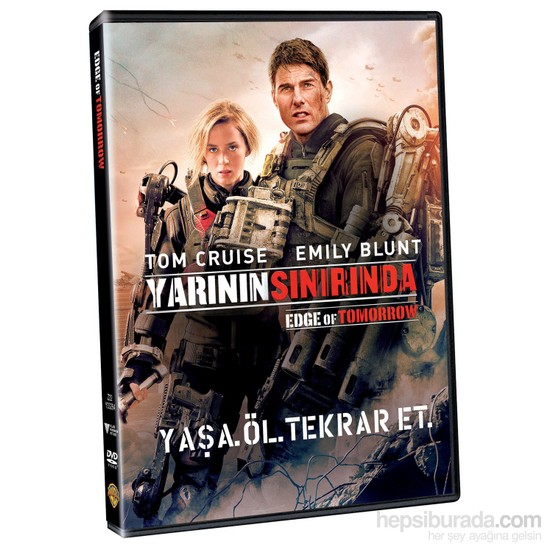 EDGE OF TOMORROW
DVD
TOM CRUISE EMILY BLUNT
YARININ SINIRINDA
EDGE OF TOMORROW
YAŞA.ÖL.TEKRAR ET.
hepsiburada.com
her şey ayağına gelsin